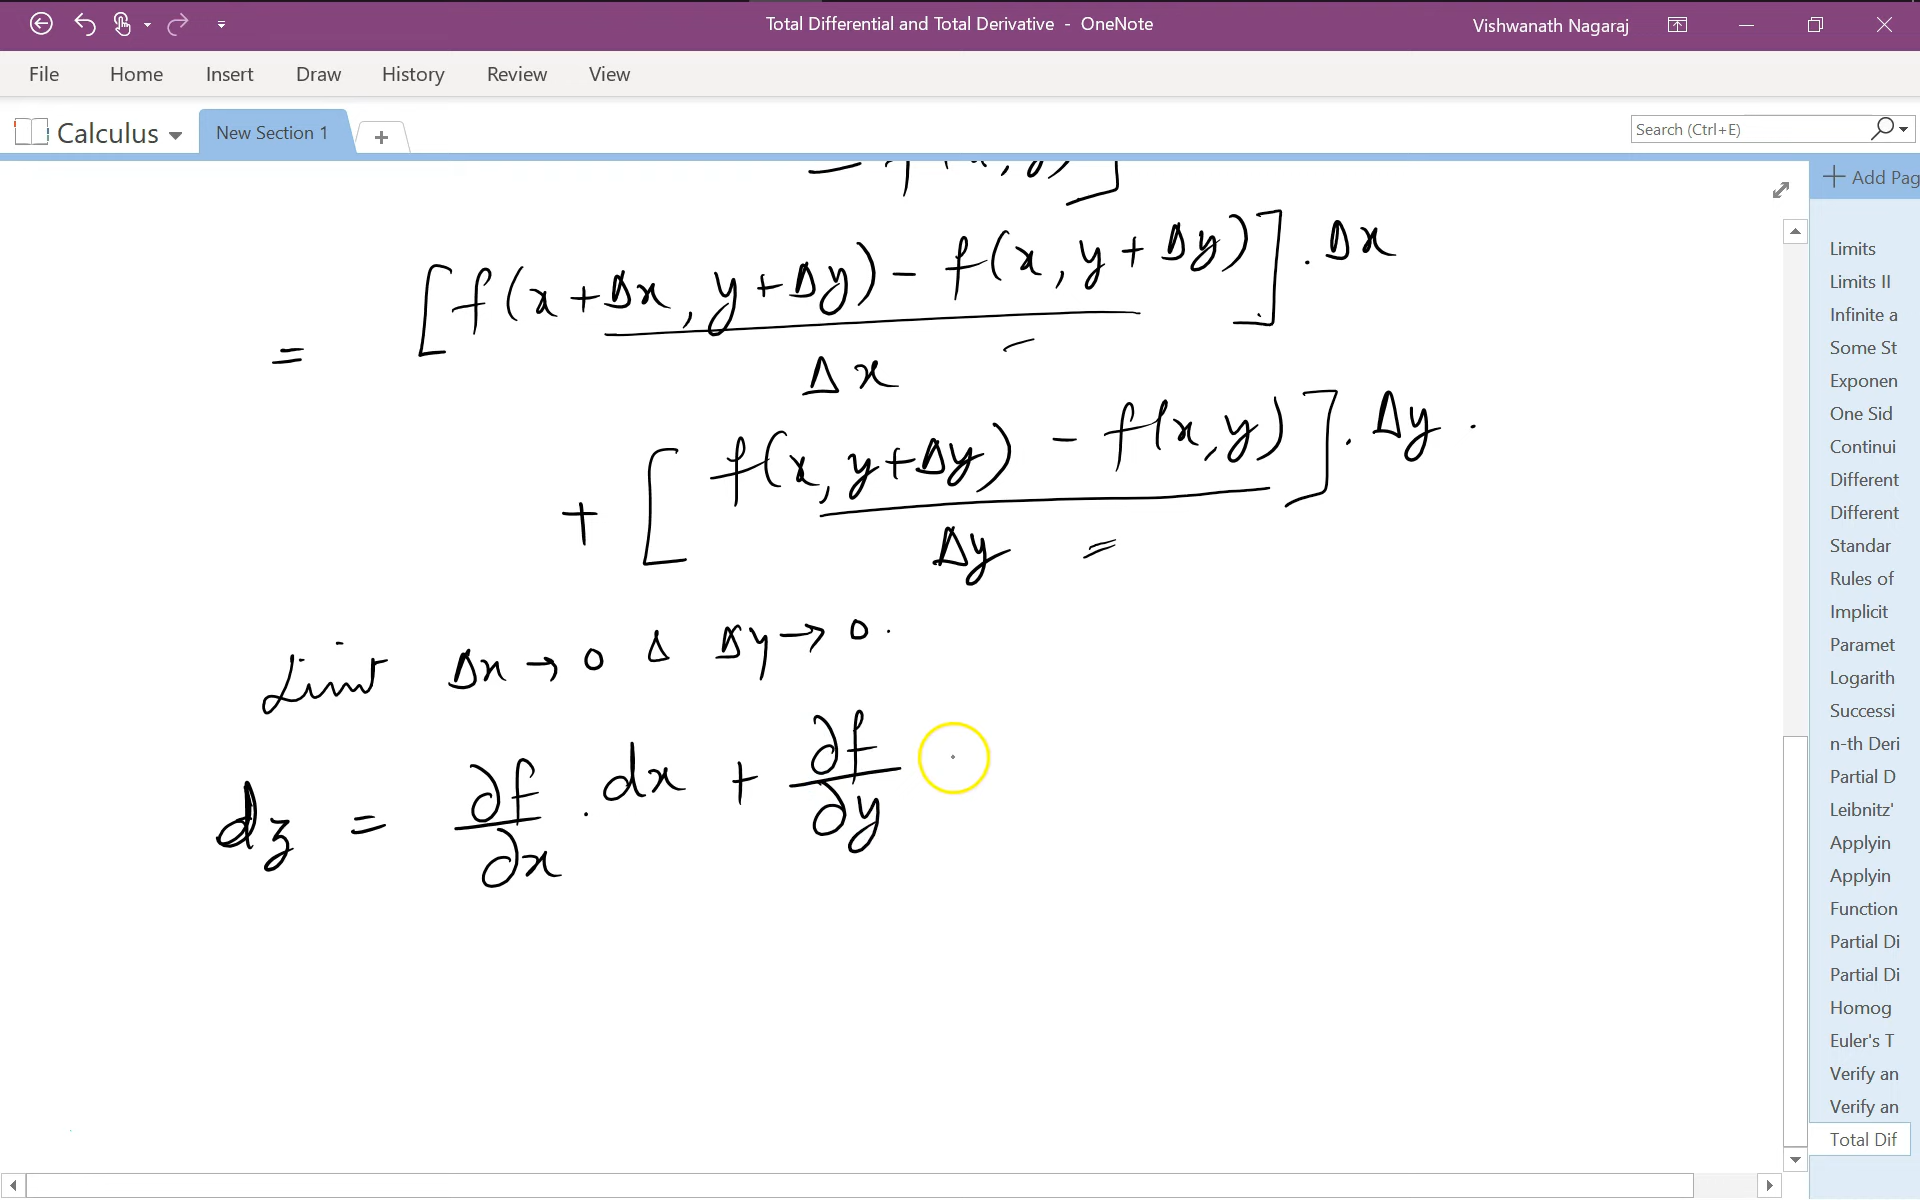 Total Differential and Total Derivative - OneNote
Vishwanath Nagaraj
File Home Insert Draw History Review View
Calculus
New Section 1
+
Search (Ctrl+E)
+ Add Pag
- f(x, y)]
= [f(x+Δx, y+Δy) - f(x, y+Δy)] . Δx
Δx
+ [f(x, y+Δy) - f(x,y)] . Δy .
Δy =
Limit Δx → 0 & Δy → 0 .
dz = ∂f/∂x . dx + ∂f/∂y
Limits
Limits II
Infinite a
Some St
Exponen
One Sid
Continui
Different
Different
Standar
Rules of
Implicit
Paramet
Logarith
Successi
n-th Deri
Partial D
Leibnitz'
Applyin
Applyin
Function
Partial Di
Partial Di
Homog
Euler's T
Verify an
Verify an
Total Dif